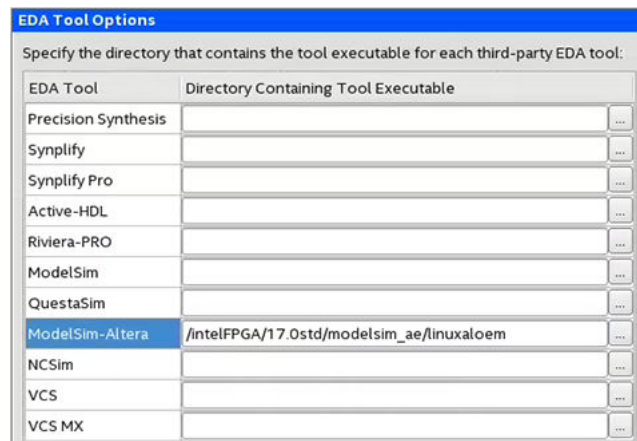 EDA Tool Options
Specify the directory that contains the tool executable for each third-party EDA tool:
EDA Tool Directory Containing Tool Executable
Precision Synthesis ...
Synplify ...
Synplify Pro ...
Active-HDL ...
Riviera-PRO ...
ModelSim ...
QuestaSim ...
ModelSim-Altera /intelFPGA/17.0std/modelsim_ae/linuxaloem ...
NCSim ...
VCS ...
VCS MX ...